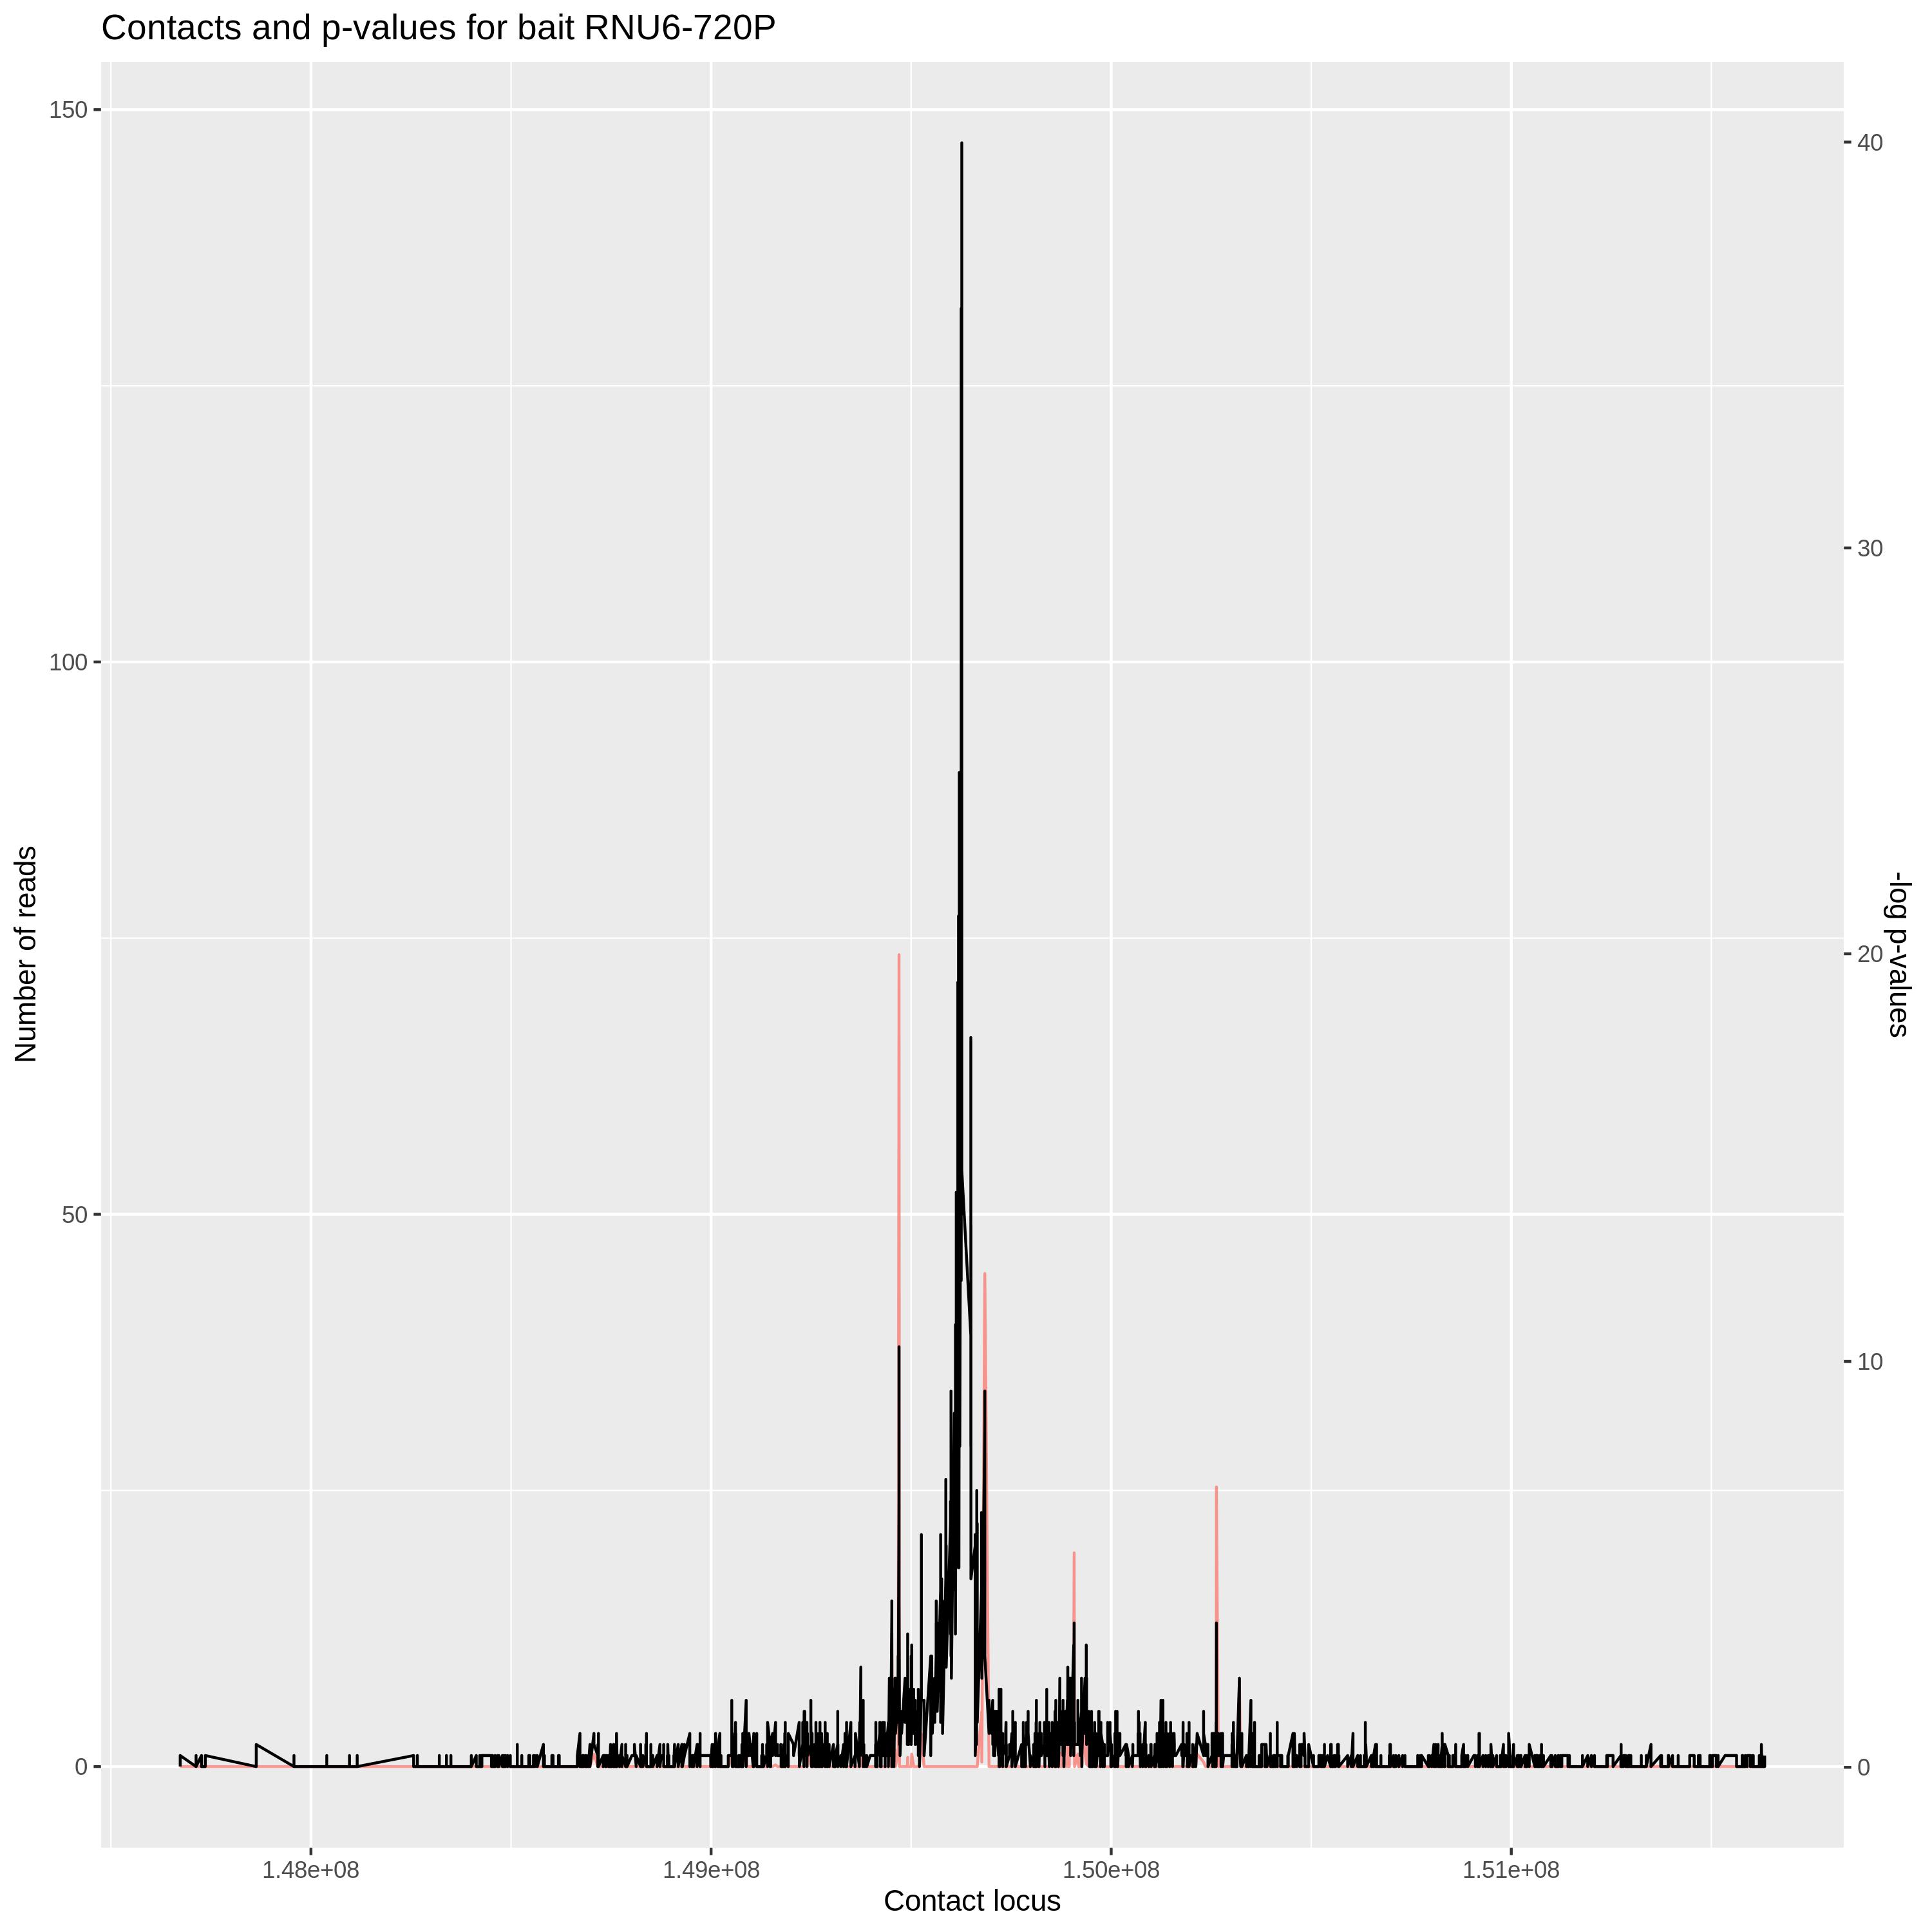 Contacts and p-values for bait RNU6-720P
150
100
50
0
40
30
20
10
0
Number of reads
-log p-values
1.48e+08
1.49e+08
1.50e+08
1.51e+08
Contact locus